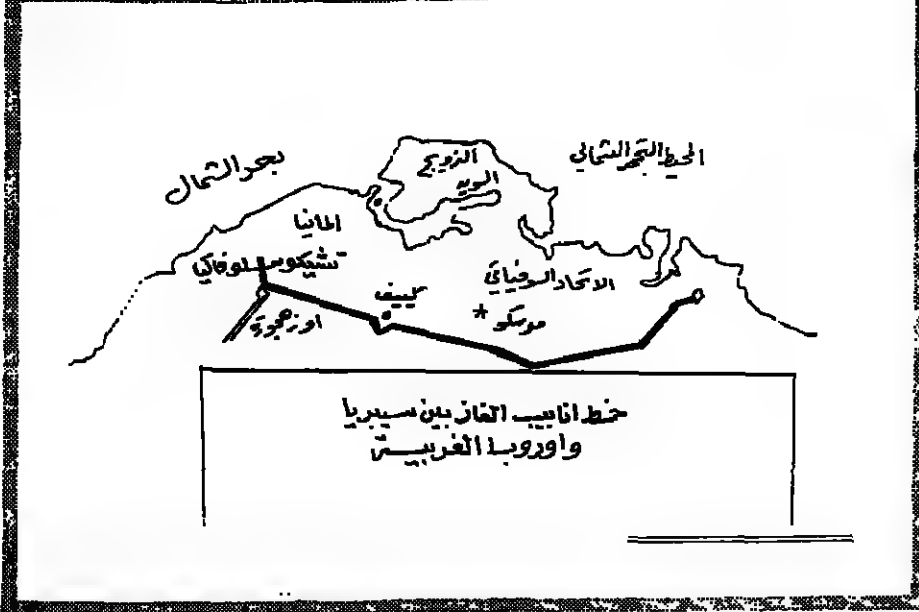 المحيط المتجمد الشمالي
بحر الشمال
النرويج
السويد
المانيا
تشيكوسلوفاكيا
الاتحاد السوفياتي
كييف
موسكو
خط انابيب الغاز بين سيبريا
واوروبا الغربية